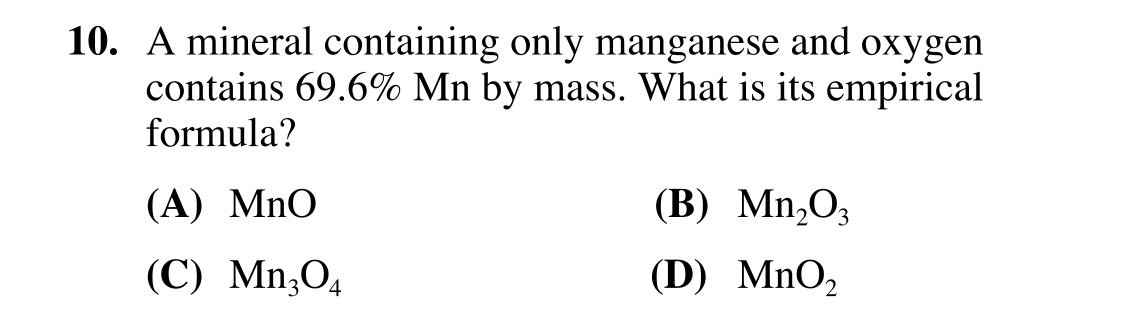 10. A mineral containing only manganese and oxygen
contains 69.6% Mn by mass. What is its empirical
formula?
(A) MnO (B) Mn₂O₃
(C) Mn₃O₄ (D) MnO₂